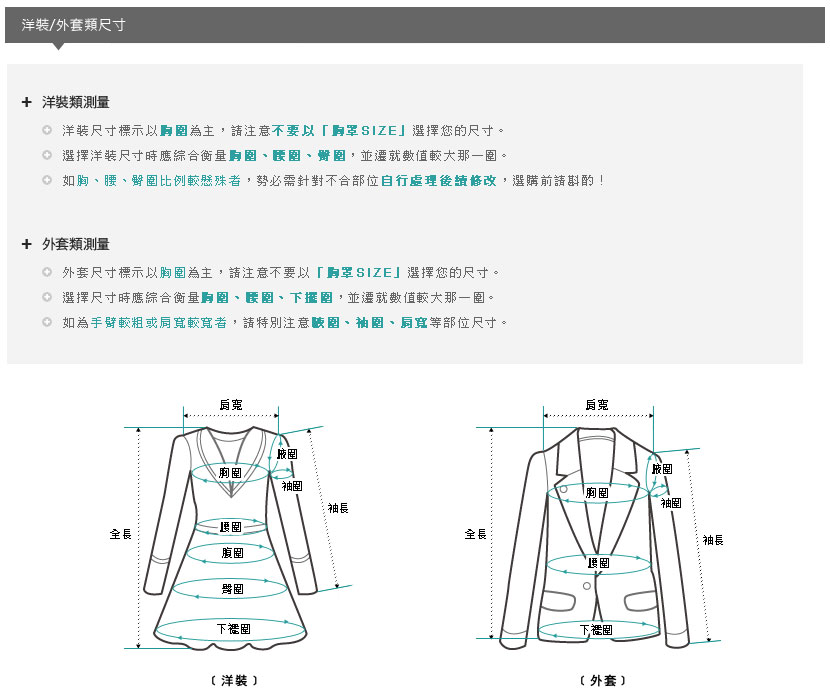 洋裝/外套類尺寸
洋裝類測量
洋裝尺寸標示以胸圍為主，請注意不要以「胸罩SIZE」選擇您的尺寸。
選擇洋裝尺寸時應綜合衡量胸圍、腰圍、臀圍，並遷就數值較大那一圍。
如胸、腰、臀圍比例較懸殊者，勢必需針對不合部位自行處理後續修改，選購前請斟酌！
外套類測量
外套尺寸標示以胸圍為主，請注意不要以「胸罩SIZE」選擇您的尺寸。
選擇尺寸時應綜合衡量胸圍、腰圍、下擺圍，並遷就數值較大那一圍。
如為手臂較粗或肩寬較寬者，請特別注意腋圍、袖圍、肩寬等部位尺寸。
肩寬
腋圍
胸圍
袖圍
袖長
腰圍
全長
腹圍
臀圍
下襬圍
﹝洋裝﹞
肩寬
腋圍
胸圍
袖圍
全長
袖長
腰圍
下襬圍
﹝外套﹞